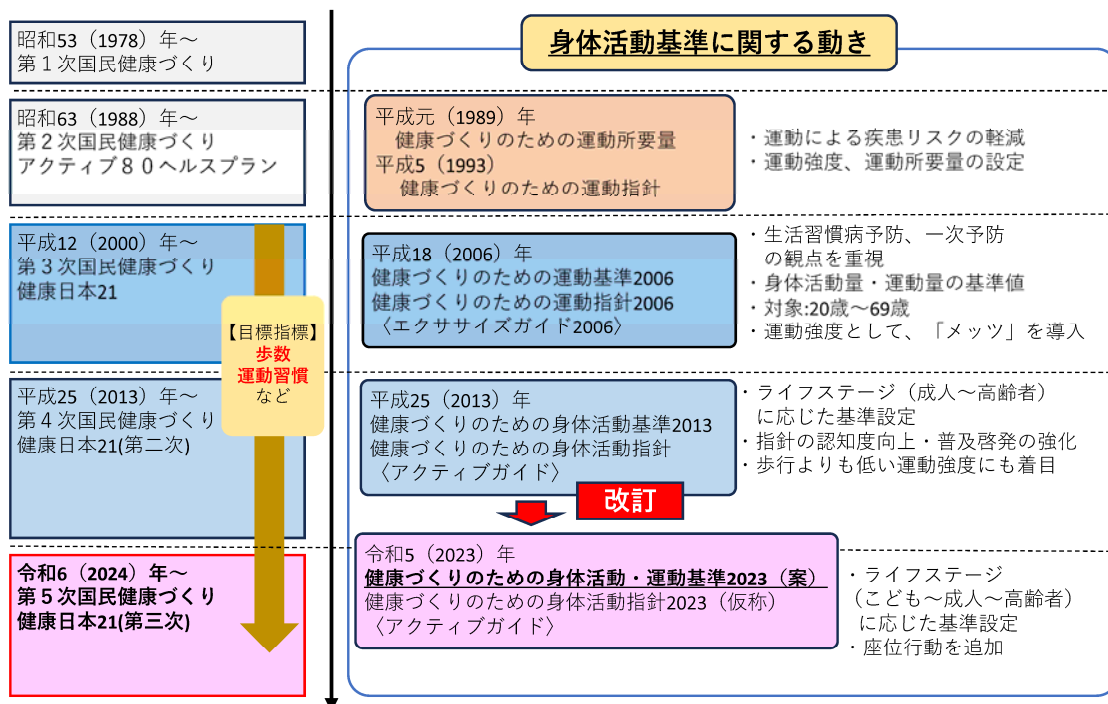 身体活動基準に関する動き
昭和53（1978）年～
第１次国民健康づくり
昭和63（1988）年～
第２次国民健康づくり
アクティブ８０ヘルスプラン
平成元（1989）年
健康づくりのための運動所要量
平成5（1993）
健康づくりのための運動指針
・運動による疾患リスクの軽減
・運動強度、運動所要量の設定
平成12（2000）年～
第３次国民健康づくり
健康日本21
平成18（2006）年
健康づくりのための運動基準2006
健康づくりのための運動指針2006
〈エクササイズガイド2006〉
・生活習慣病予防、一次予防
の観点を重視
・身体活動量・運動量の基準値
・対象:20歳～69歳
・運動強度として、「メッツ」を導人
【目標指標】
歩数
運動習慣
など
平成25（2013）年～
第４次国民健康づくり
健康日本21(第二次)
平成25（2013）年
健康づくりのための身体活動基準2013
健康づくりのための身休活動指針
〈アクティブガイド〉
・ライフステージ（成人～高齢者）
に応じた基準設定
・指針の認知度向上・普及啓発の強化
・歩行よりも低い運動強度にも着目
改訂
令和6（2024）年～
第５次国民健康づくり
健康日本21(第三次)
令和5（2023）年
健康づくりのための身体活動・運動基準2023（案）
健康づくりのための身体活動指針2023（仮称）
〈アクティブガイド〉
・ライフステージ
（こども～成人～高齢者）
に応じた基準設定
・座位行動を追加